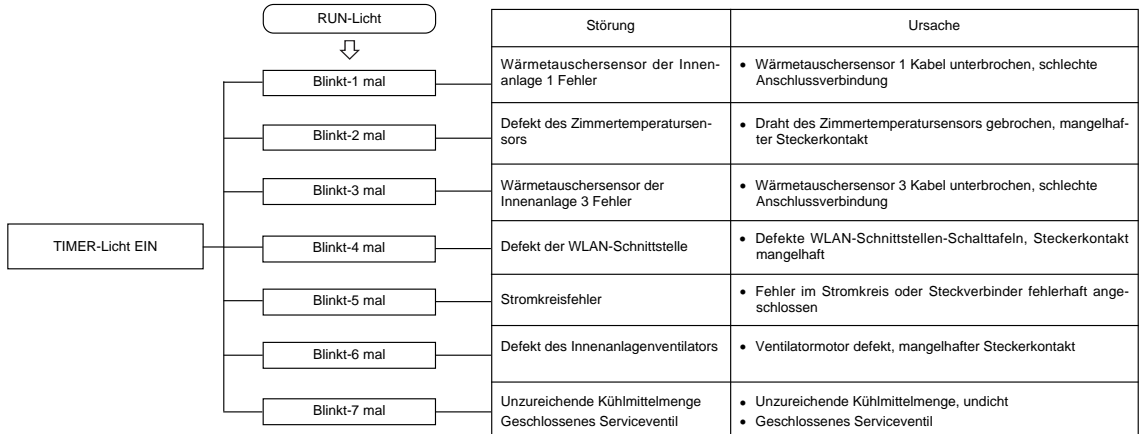 RUN-Licht
Störung
Ursache
Blinkt-1 mal
Wärmetauschersensor der Innen-
anlage 1 Fehler
• Wärmetauschersensor 1 Kabel unterbrochen, schlechte
Anschlussverbindung
Blinkt-2 mal
Defekt des Zimmertemperatursen-
sors
• Draht des Zimmertemperatursensors gebrochen, mangelhaf-
ter Steckerkontakt
Blinkt-3 mal
Wärmetauschersensor der
Innenanlage 3 Fehler
• Wärmetauschersensor 3 Kabel unterbrochen, schlechte
Anschlussverbindung
TIMER-Licht EIN
Blinkt-4 mal
Defekt der WLAN-Schnittstelle
• Defekte WLAN-Schnittstellen-Schalttafeln, Steckerkontakt
mangelhaft
Blinkt-5 mal
Stromkreisfehler
• Fehler im Stromkreis oder Steckverbinder fehlerhaft ange-
schlossen
Blinkt-6 mal
Defekt des Innenanlagenventilators
• Ventilatormotor defekt, mangelhafter Steckerkontakt
Blinkt-7 mal
Unzureichende Kühlmittelmenge
Geschlossenes Serviceventil
• Unzureichende Kühlmittelmenge, undicht
• Geschlossenes Serviceventil